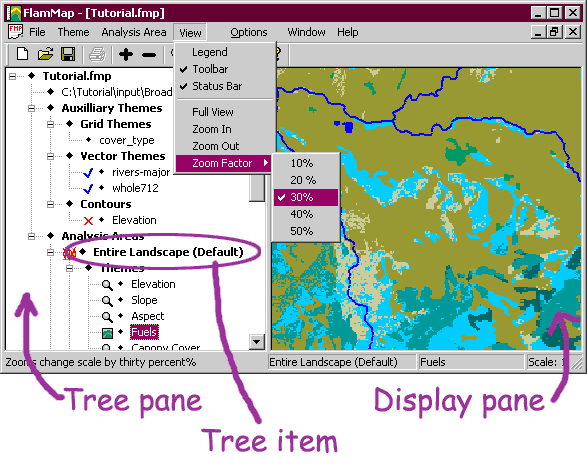 FlamMap - [Tutorial.fmp]
File Theme Analysis Area View Options Window Help
Legend
Toolbar
Status Bar
Full View
Zoom In
Zoom Out
Zoom Factor
10%
20 %
30%
40%
50%
Tutorial.fmp
C:\Tutorial\input\Broad
Auxilliary Themes
Grid Themes
cover_type
Vector Themes
rivers-major
whole712
Contours
Elevation
Analysis Areas
Entire Landscape (Default)
Themes
Elevation
Slope
Aspect
Fuels
Canopy Cover
Zooms change scale by thirty percent% Entire Landscape (Default) Fuels Scale: 1
Tree pane
Display pane
Tree item